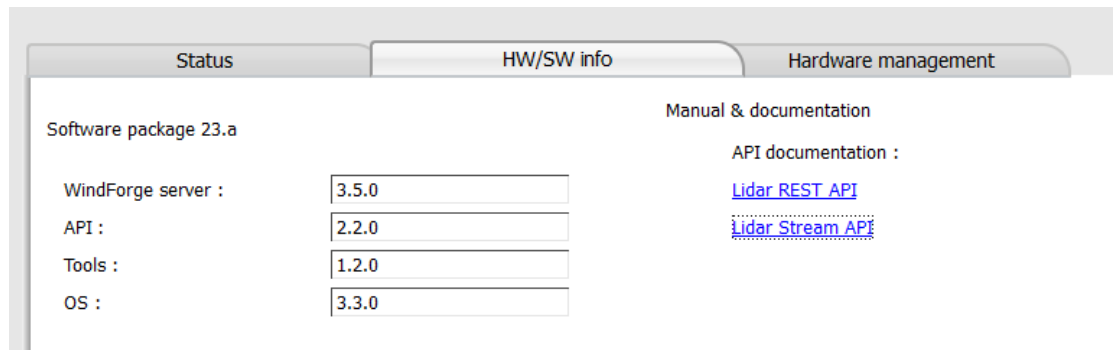 Status
HW/SW info
Hardware management
Software package 23.a
WindForge server : 3.5.0
API : 2.2.0
Tools : 1.2.0
OS : 3.3.0
Manual & documentation
API documentation :
Lidar REST API
Lidar Stream API